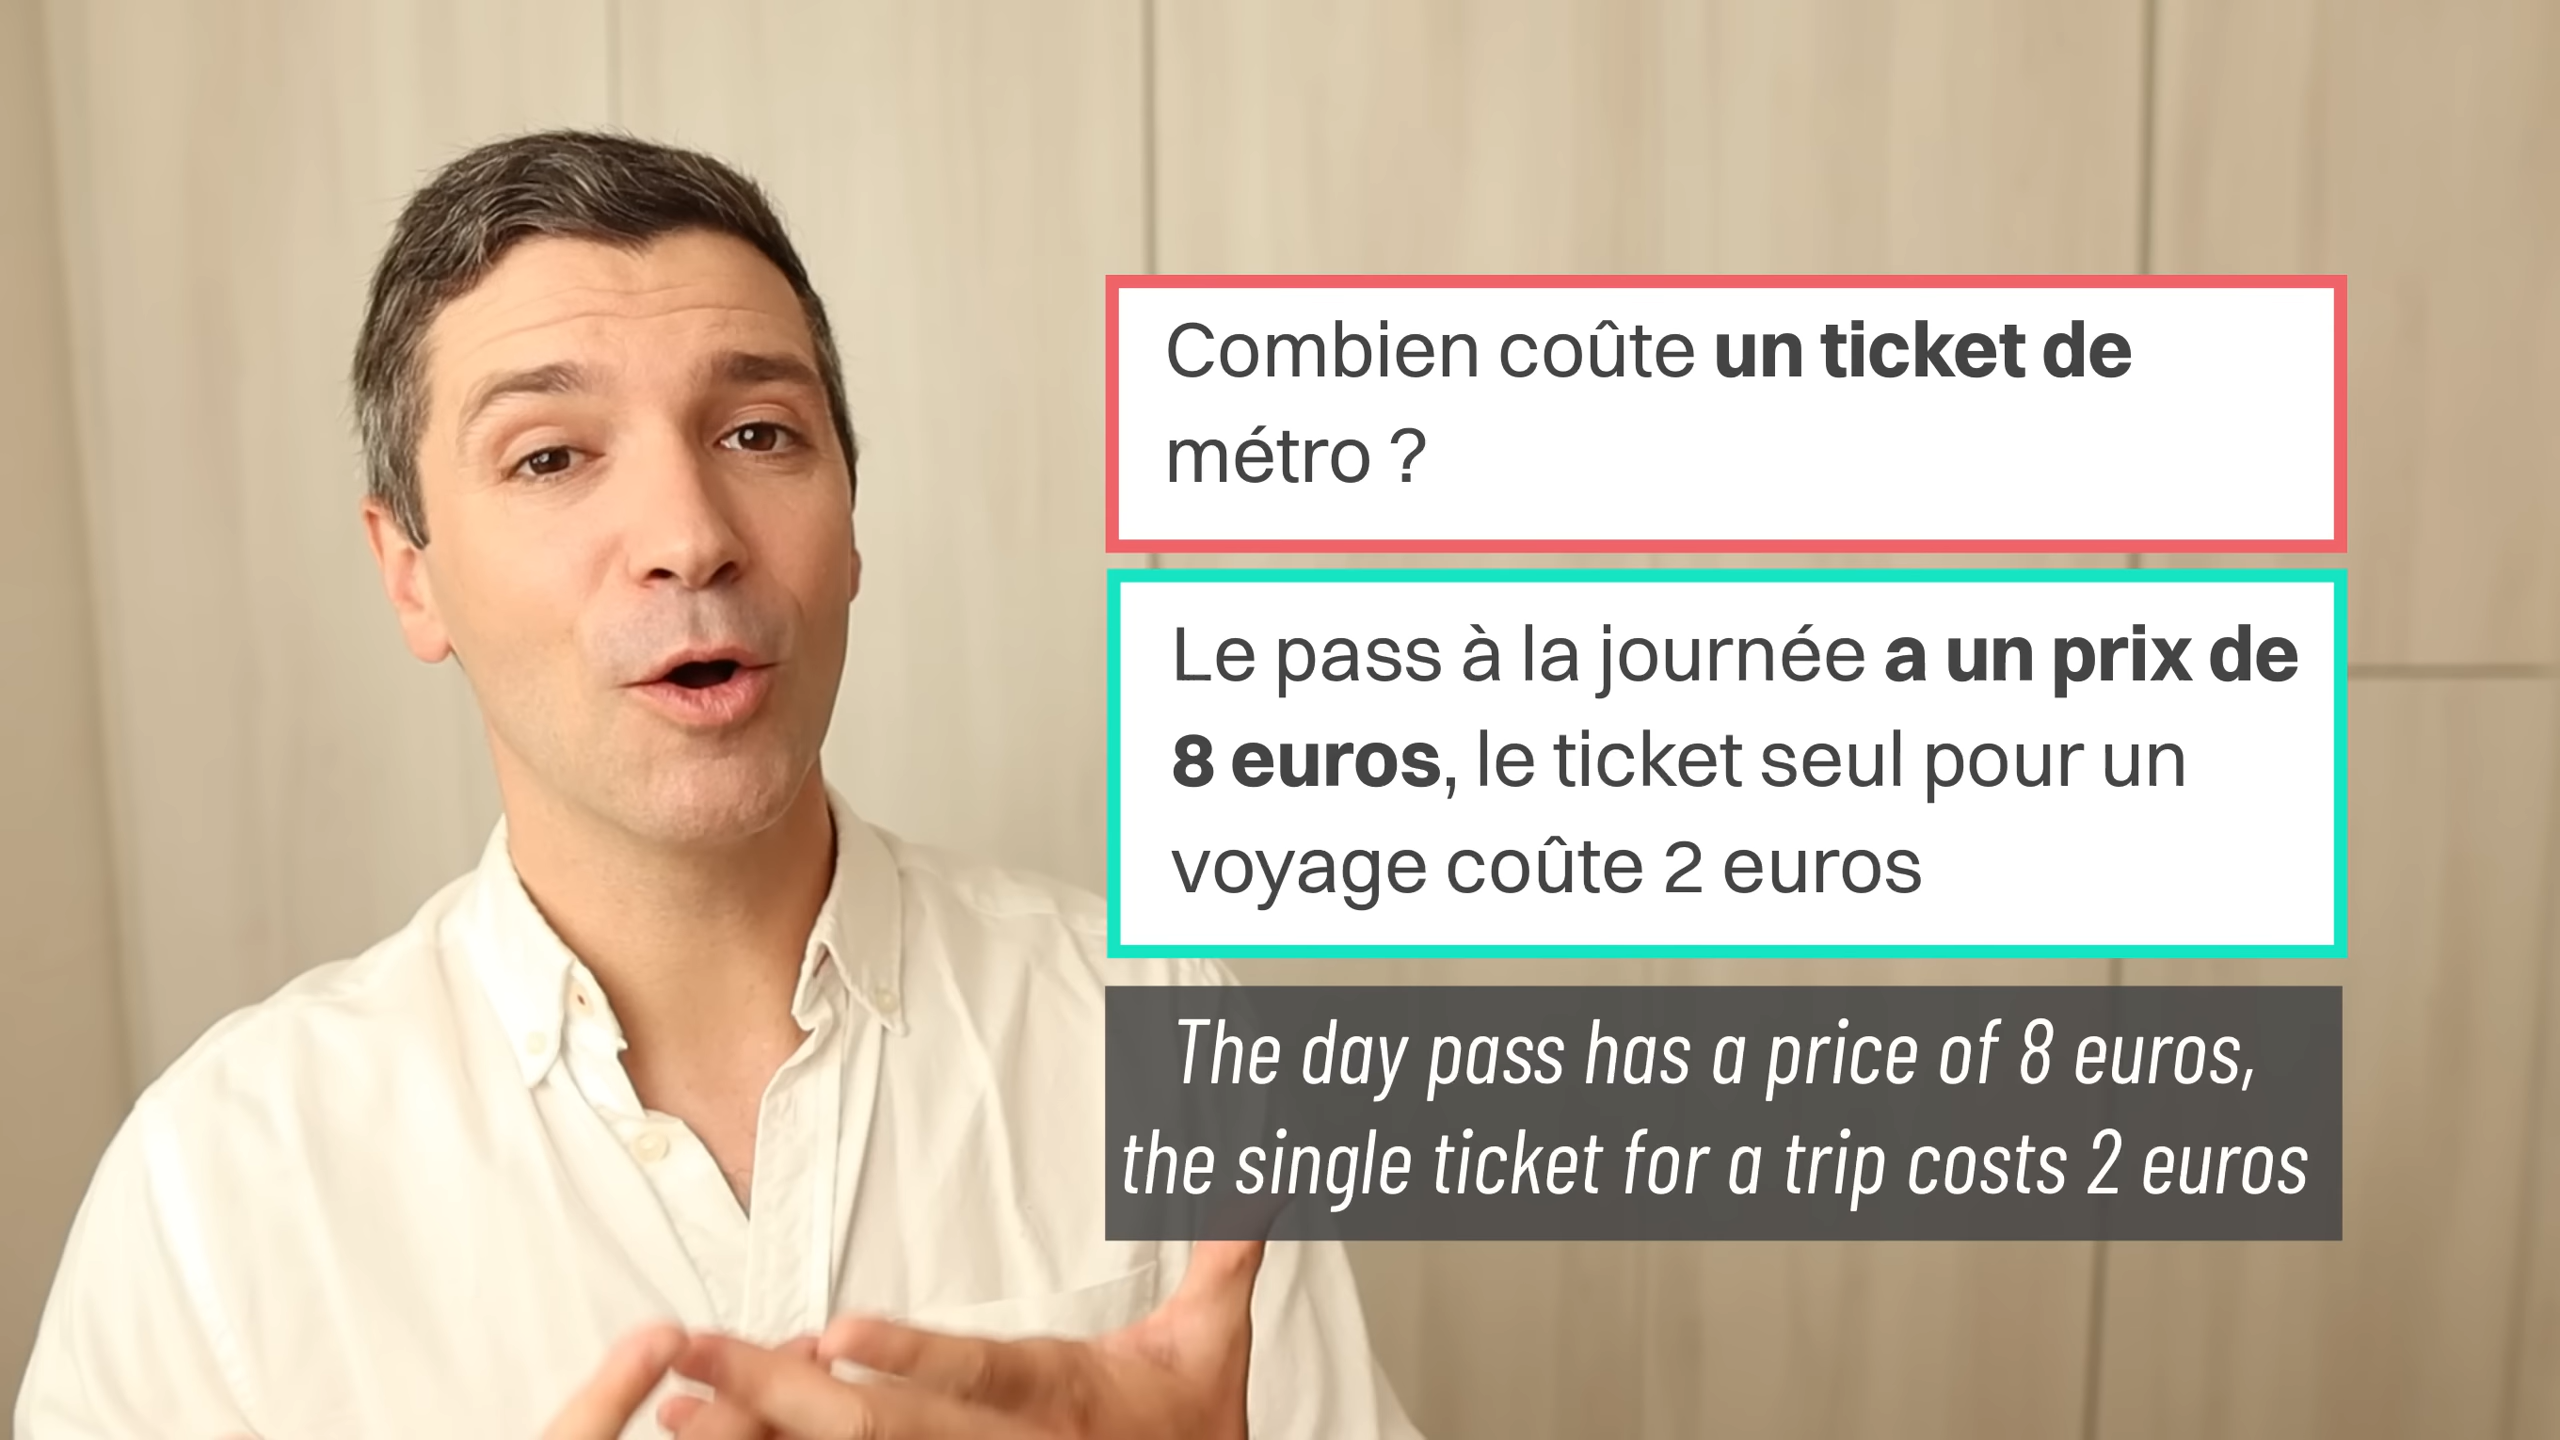 Combien coûte un ticket de
métro ?
Le pass à la journée a un prix de
8 euros, le ticket seul pour un
voyage coûte 2 euros
The day pass has a price of 8 euros,
the single ticket for a trip costs 2 euros